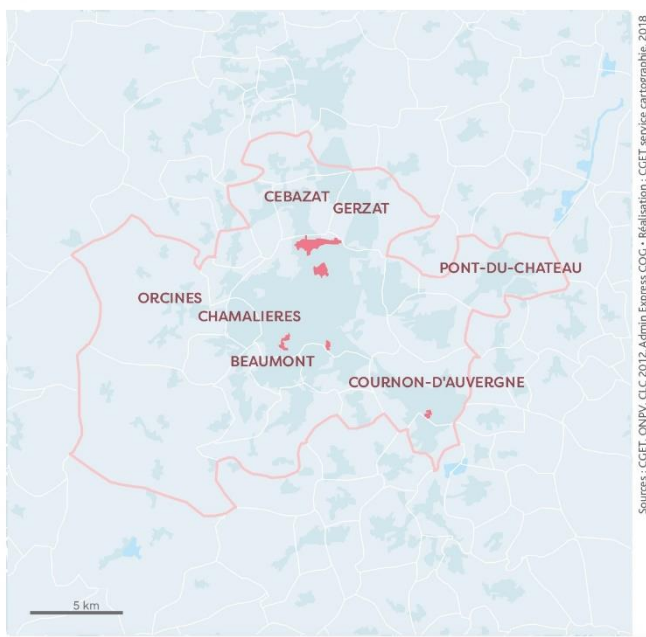 CEBAZAT
GERZAT
PONT-DU-CHATEAU
ORCINES
CHAMALIERES
BEAUMONT
COURNON-D'AUVERGNE
5 km
Sources : CGET, ONPV, CLC 2012, Admin Express COG • Réalisation : CGET service cartographie, 2018